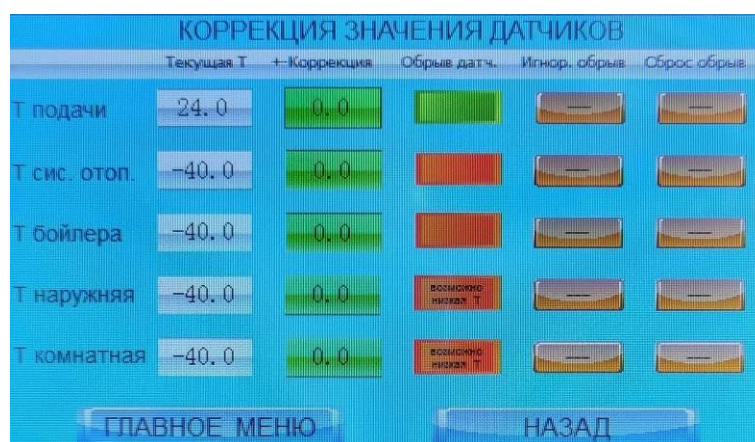 КОРРЕКЦИЯ ЗНАЧЕНИЯ ДАТЧИКОВ
Текущая Т +-Коррекция Обрыв датч. Игнор. обрыв Сброс обрыв
Т подачи 24.0 0.0 --- ---
Т сис. отоп. -40.0 0.0 --- ---
Т бойлера -40.0 0.0 --- ---
Т наружняя -40.0 0.0 возможно низкая Т --- ---
Т комнатная -40.0 0.0 возможно низкая Т --- ---
ГЛАВНОЕ МЕНЮ НАЗАД